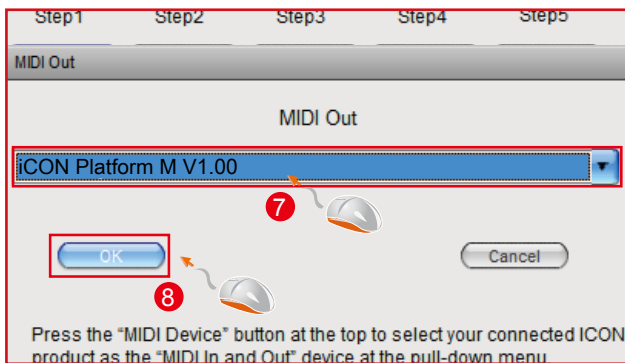 Step1 Step2 Step3 Step4 Step5
MIDI Out
MIDI Out
iCON Platform M V1.00
7
OK Cancel
8
Press the “MIDI Device” button at the top to select your connected ICON
product as the “MIDI In and Out” device at the pull-down menu.